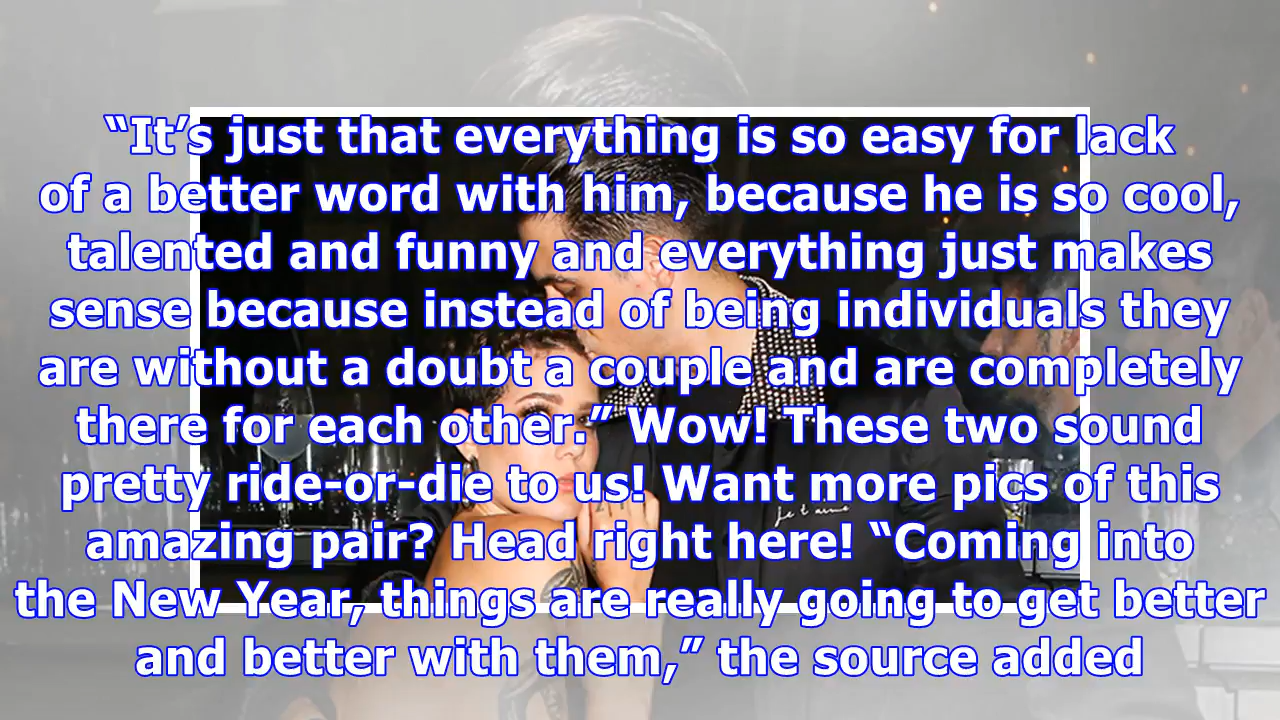 “It’s just that everything is so easy for lack
of a better word with him, because he is so cool,
talented and funny and everything just makes
sense because instead of being individuals they
are without a doubt a couple and are completely
there for each other.” Wow! These two sound
pretty ride-or-die to us! Want more pics of this
amazing pair? Head right here! “Coming into
the New Year, things are really going to get better
and better with them,” the source added
je t'aime